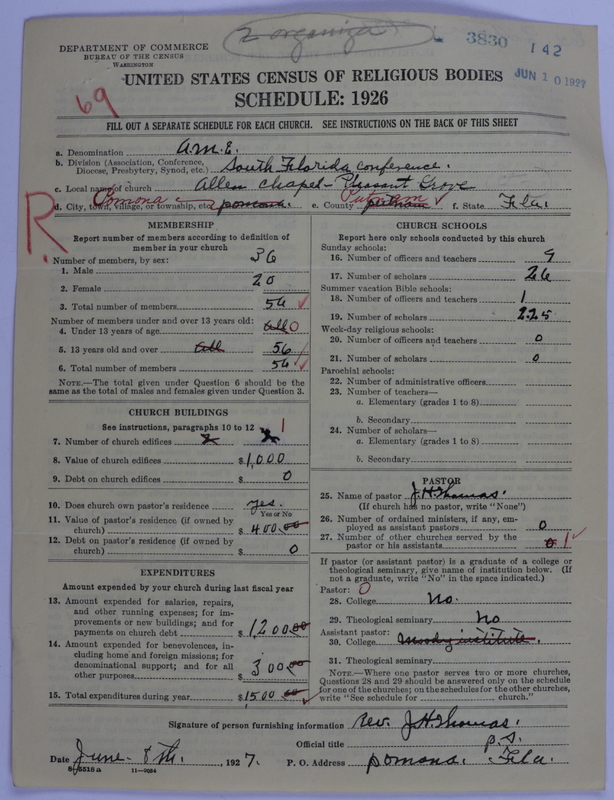 2 organizat
3830 142
JUN 10 1927
DEPARTMENT OF COMMERCE
BUREAU OF THE CENSUS
WASHINGTON
69
UNITED STATES CENSUS OF RELIGIOUS BODIES
SCHEDULE: 1926
FILL OUT A SEPARATE SCHEDULE FOR EACH CHURCH. SEE INSTRUCTIONS ON THE BACK OF THIS SHEET
a. Denomination A.M.E.
b. Division (Association, Conference, Diocese, Presbytery, Synod, etc.) South Florida conference.
c. Local name of church Allen Chapel - Pleasant Grove
d. City, town, village, or township, etc. Pomona pomona. e. County Putnam putnam f. State Fla.
R
MEMBERSHIP
Report number of members according to definition of
member in your church
Number of members, by sex:
1. Male 36
2. Female 20
3. Total number of members 56
Number of members under and over 13 years old:
4. Under 13 years of age All 0
5. 13 years old and over All 56
6. Total number of members 56
NOTE.—The total given under Question 6 should be
the same as the total of males and females given under Question 3.
CHURCH BUILDINGS
See instructions, paragraphs 10 to 12
7. Number of church edifices 1
8. Value of church edifices $1,000
9. Debt on church edifices $ 0
10. Does church own pastor's residence yes.
Yes or No
11. Value of pastor's residence (if owned by
church) $ 400.00
12. Debt on pastor's residence (if owned by
church) $ 0
EXPENDITURES
Amount expended by your church during last fiscal year
13. Amount expended for salaries, repairs,
and other running expenses; for im-
provements or new buildings; and for
payments on church debt $1200.00
14. Amount expended for benevolences, in-
cluding home and foreign missions; for
denominational support; and for all
other purposes $ 300.00
15. Total expenditures during year $1500.00
CHURCH SCHOOLS
Report here only schools conducted by this church
Sunday schools:
16. Number of officers and teachers 9
17. Number of scholars 26
Summer vacation Bible schools:
18. Number of officers and teachers 1
19. Number of scholars 225
Week-day religious schools:
20. Number of officers and teachers 0
21. Number of scholars 0
Parochial schools:
22. Number of administrative officers
23. Number of teachers—
a. Elementary (grades 1 to 8)
b. Secondary
24. Number of scholars—
a. Elementary (grades 1 to 8)
b. Secondary
PASTOR
25. Name of pastor J.H. Thomas.
(If church has no pastor, write "None")
26. Number of ordained ministers, if any, em-
ployed as assistant pastors 0
27. Number of other churches served by the
pastor or his assistants 0 1
If pastor (or assistant pastor) is a graduate of a college or
theological seminary, give name of institution below. (If
not a graduate, write "No" in the space indicated.)
Pastor: 0
28. College No.
29. Theological seminary No
Assistant pastor:
30. College Moody institute.
31. Theological seminary
NOTE.—Where one pastor serves two or more churches,
Questions 28 and 29 should be answered only on the schedule
for one of the churches; on the schedules for the other churches,
write "See schedule for church."
Signature of person furnishing information Rev. J.H. Thomas.
Official title P.S.
Date June. 8th. 1927. P. O. Address pomona. Fla.
8-5518a 11-9084